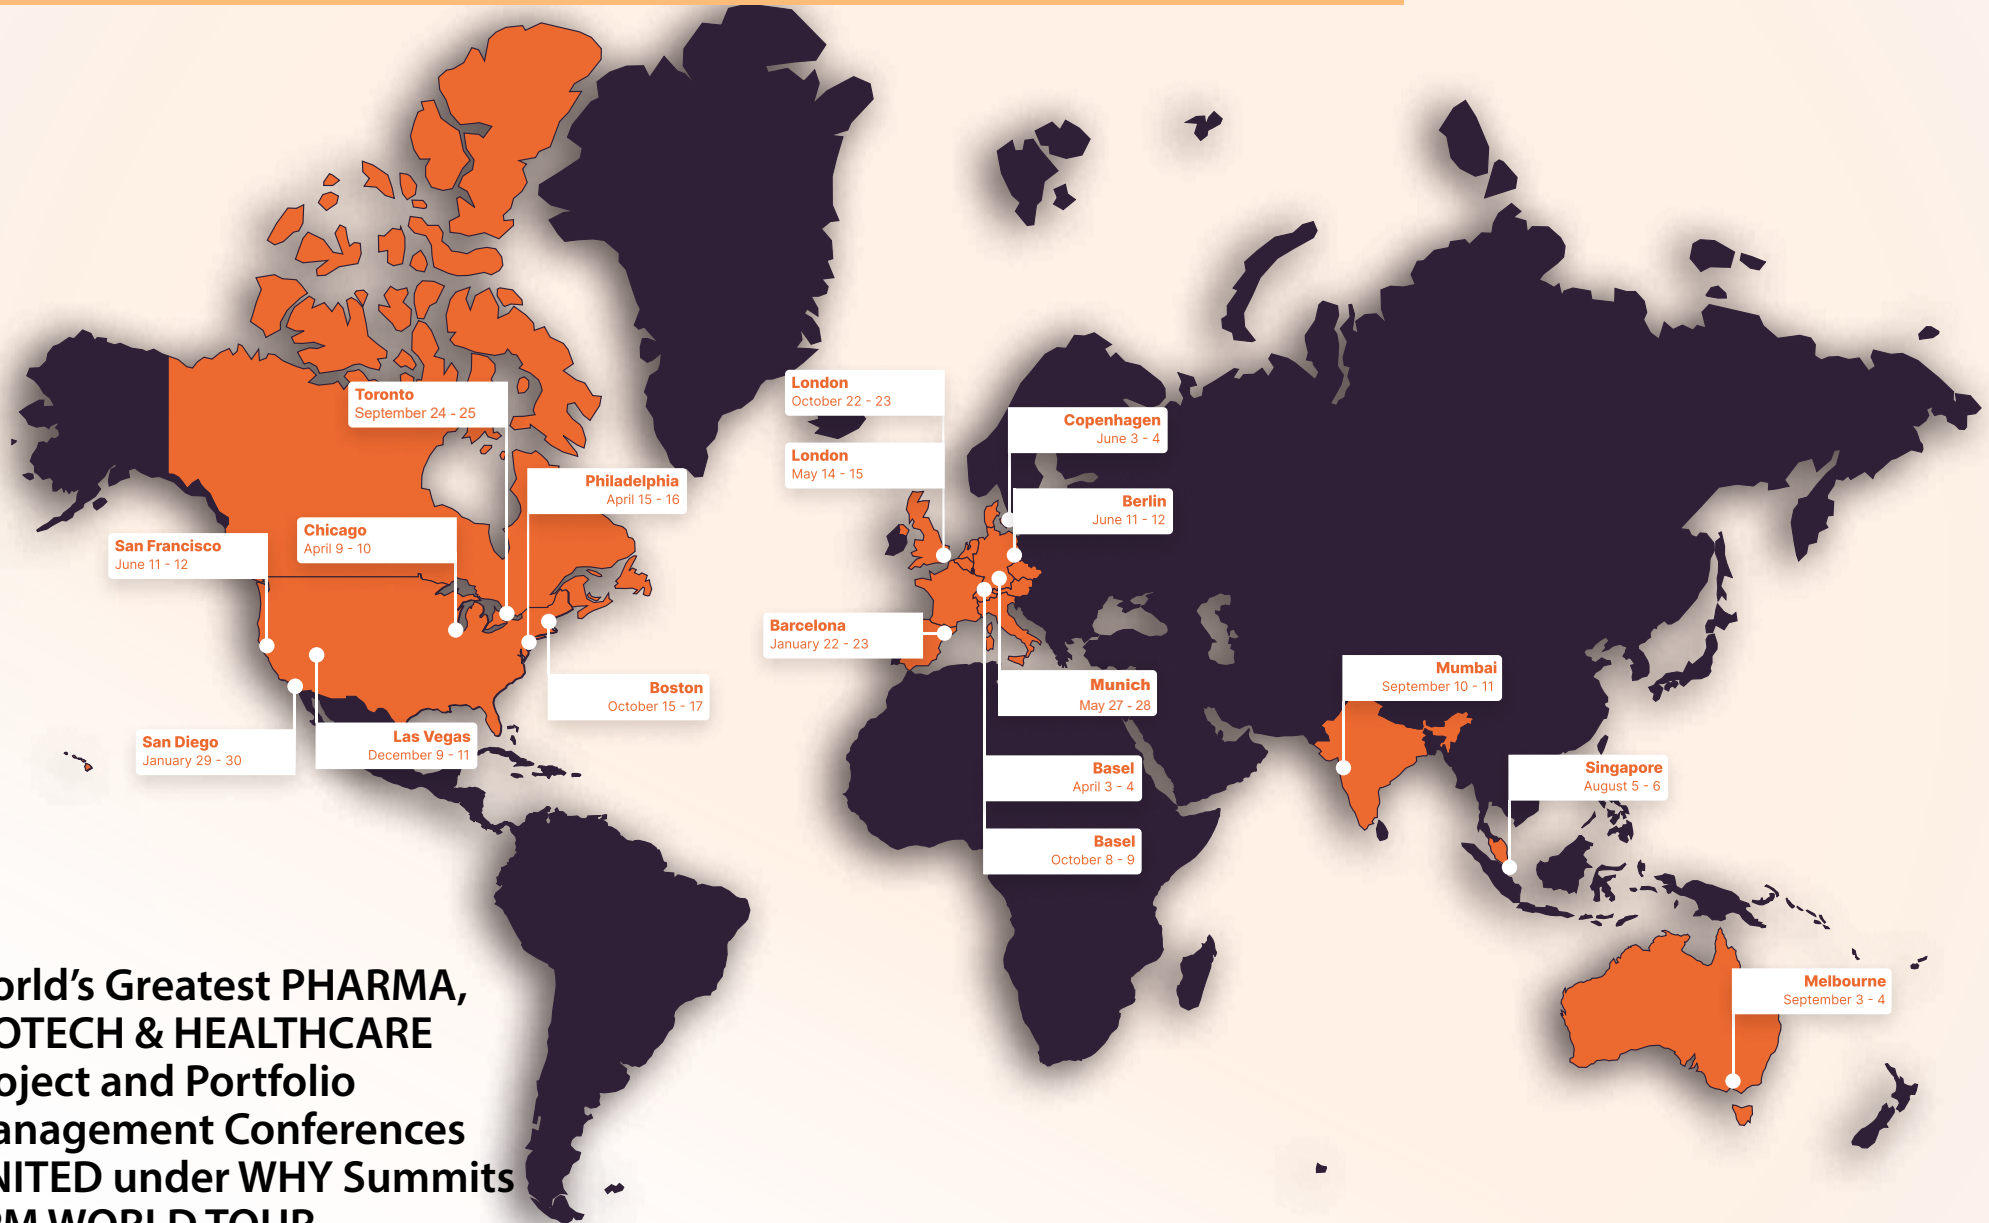 Toronto
September 24 - 25
London
October 22 - 23
Copenhagen
June 3 - 4
London
May 14 - 15
Philadelphia
April 15 - 16
Berlin
June 11 - 12
Chicago
April 9 - 10
San Francisco
June 11 - 12
Barcelona
January 22 - 23
Mumbai
September 10 - 11
Boston
October 15 - 17
Munich
May 27 - 28
San Diego
January 29 - 30
Las Vegas
December 9 - 11
Basel
April 3 - 4
Singapore
August 5 - 6
Basel
October 8 - 9
Melbourne
September 3 - 4
orld’s Greatest PHARMA,
OTECH & HEALTHCARE
oject and Portfolio
anagement Conferences
NITED under WHY Summits
WORLD TOUR